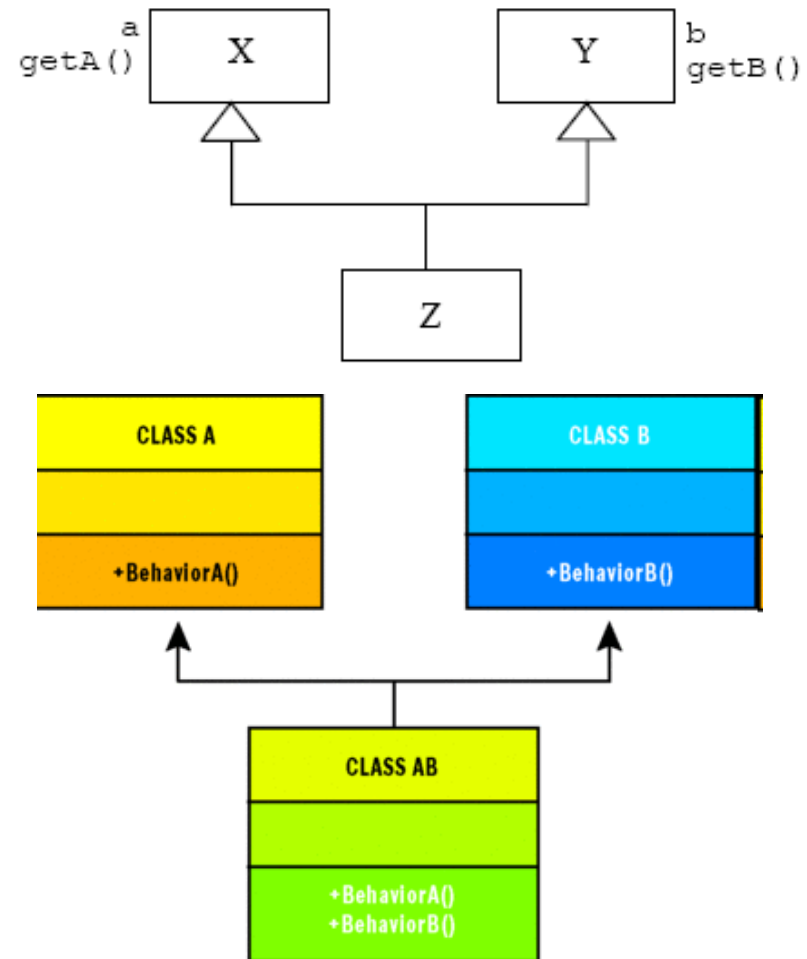 a
getA()
X
Y
b
getB()
Z
CLASS A
CLASS B
+BehaviorA()
+BehaviorB()
CLASS AB
+BehaviorA()
+BehaviorB()